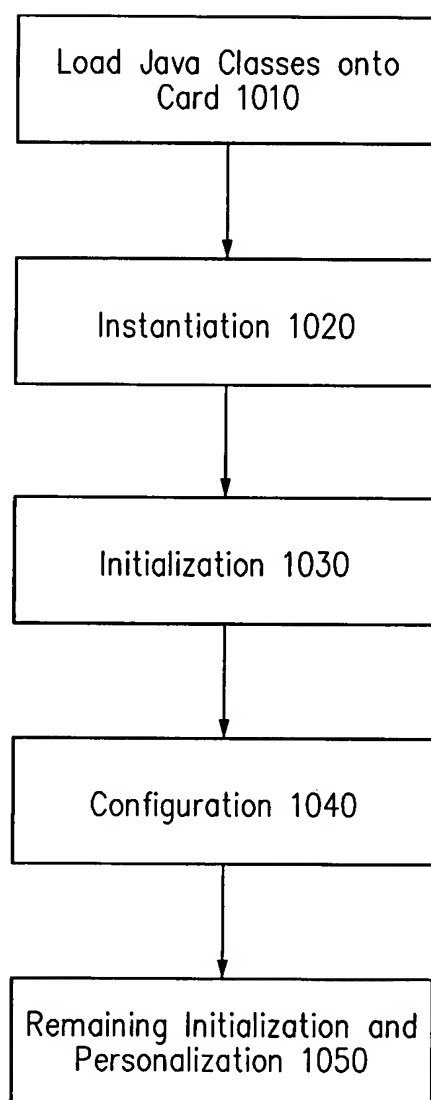 Load Java Classes onto
Card 1010
Instantiation 1020
Initialization 1030
Configuration 1040
Remaining Initialization and
Personalization 1050